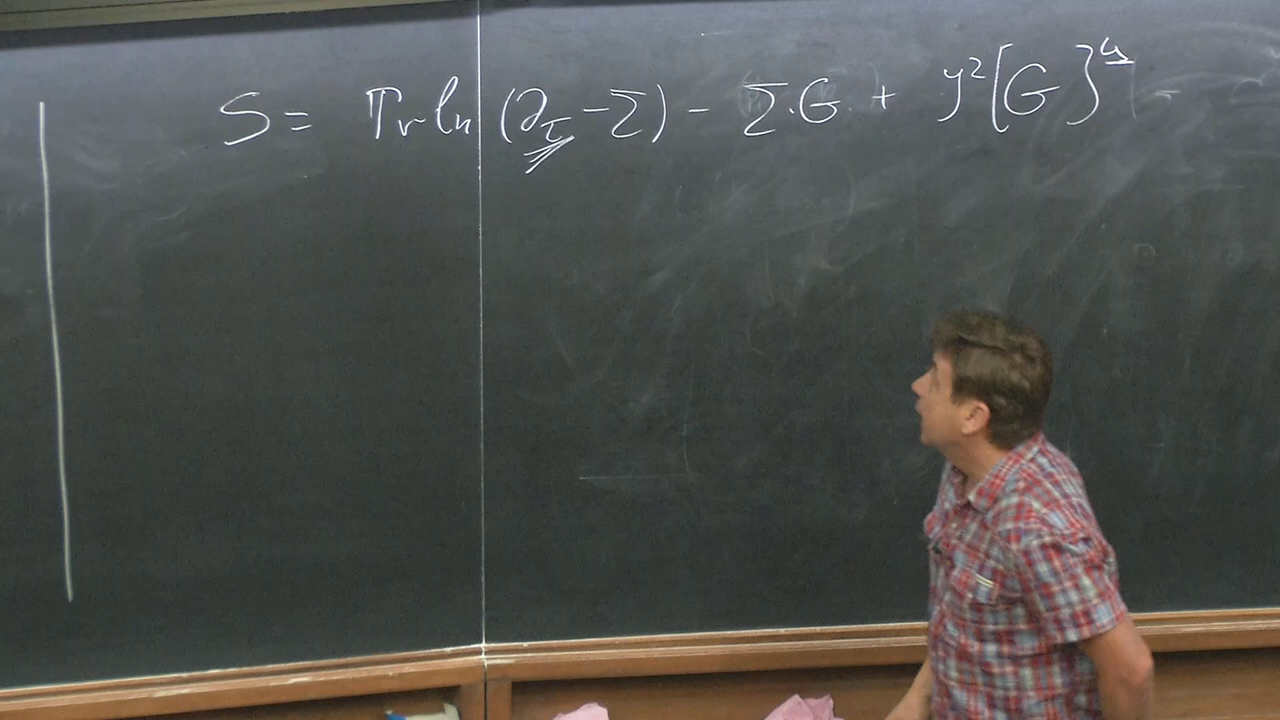 S = Tr ln (∂_τ - Σ) - Σ·G + J²[G]⁴ -